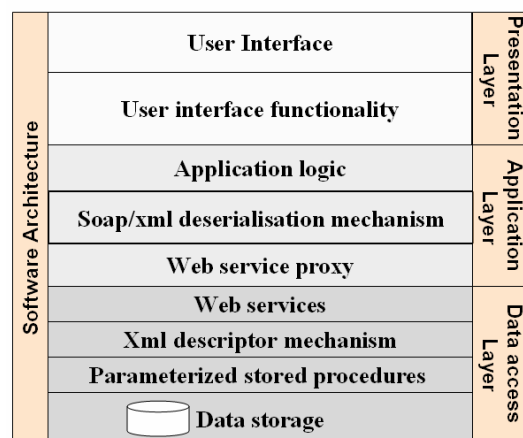 Software Architecture
User Interface
User interface functionality
Presentation
Layer
Application logic
Soap/xml deserialisation mechanism
Web service proxy
Application
Layer
Web services
Xml descriptor mechanism
Parameterized stored procedures
Data storage
Data access
Layer